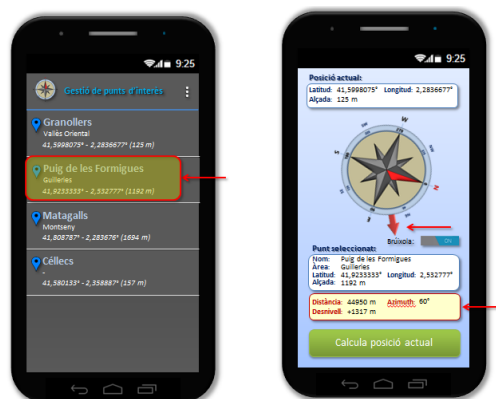 9:25
Gestió de punts d'interès
Granollers
Vallès Oriental
41,5998075° - 2,2836677° (125 m)
Puig de les Formigues
Guilleries
41,9233333° - 2,532777° (1192 m)
Matagalls
Montseny
41,808787° - 2,283676° (1694 m)
Céllecs
-
41,580133° - 2,358887° (137 m)
9:25
Posició actual:
Latitud: 41,5998075° Longitud: 2,2836677°
Alçada: 125 m
W
S
N
E
Brúixola: On
Punt seleccionat:
Nom: Puig de les Formigues
Àrea: Guilleries
Latitud: 41,9233333° Longitud: 2,532777°
Alçada: 1192 m
Distància: 44950 m Azimuth: 60°
Desnivell: +1317 m
Calcula posició actual